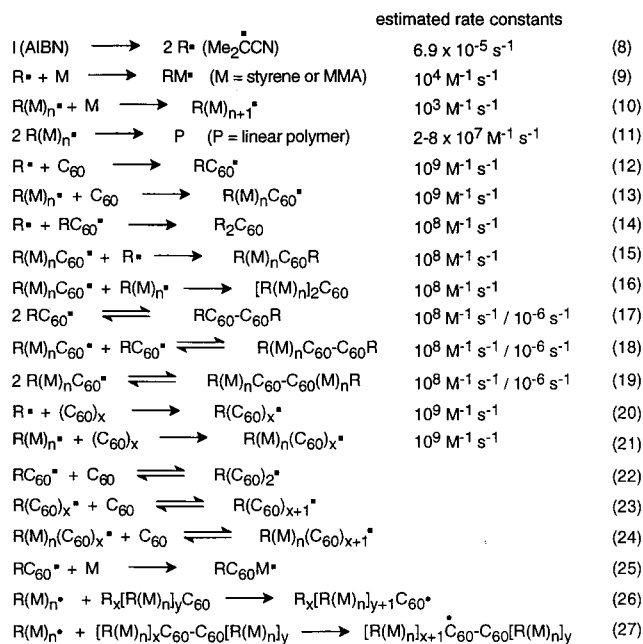 estimated rate constants
I (AIBN) ⟶ 2 R▪ (Me₂ĊCN) 6.9 x 10⁻⁵ s⁻¹ (8)
R▪ + M ⟶ RM▪ (M = styrene or MMA) 10⁴ M⁻¹ s⁻¹ (9)
R(M)ₙ▪ + M ⟶ R(M)ₙ₊₁▪ 10³ M⁻¹ s⁻¹ (10)
2 R(M)ₙ▪ ⟶ P (P = linear polymer) 2-8 x 10⁷ M⁻¹ s⁻¹ (11)
R▪ + C₆₀ ⟶ RC₆₀▪ 10⁹ M⁻¹ s⁻¹ (12)
R(M)ₙ▪ + C₆₀ ⟶ R(M)ₙC₆₀▪ 10⁹ M⁻¹ s⁻¹ (13)
R▪ + RC₆₀▪ ⟶ R₂C₆₀ 10⁸ M⁻¹ s⁻¹ (14)
R(M)ₙC₆₀▪ + R▪ ⟶ R(M)ₙC₆₀R 10⁸ M⁻¹ s⁻¹ (15)
R(M)ₙC₆₀▪ + R(M)ₙ▪ ⟶ [R(M)ₙ]₂C₆₀ 10⁸ M⁻¹ s⁻¹ (16)
2 RC₆₀▪ ⇌ RC₆₀-C₆₀R 10⁸ M⁻¹ s⁻¹ / 10⁻⁶ s⁻¹ (17)
R(M)ₙC₆₀▪ + RC₆₀▪ ⇌ R(M)ₙC₆₀-C₆₀R 10⁸ M⁻¹ s⁻¹ / 10⁻⁶ s⁻¹ (18)
2 R(M)ₙC₆₀▪ ⇌ R(M)ₙC₆₀-C₆₀(M)ₙR 10⁸ M⁻¹ s⁻¹ / 10⁻⁶ s⁻¹ (19)
R▪ + (C₆₀)ₓ ⟶ R(C₆₀)ₓ▪ 10⁹ M⁻¹ s⁻¹ (20)
R(M)ₙ▪ + (C₆₀)ₓ ⟶ R(M)ₙ(C₆₀)ₓ▪ 10⁹ M⁻¹ s⁻¹ (21)
RC₆₀▪ + C₆₀ ⇌ R(C₆₀)₂▪ (22)
R(C₆₀)ₓ▪ + C₆₀ ⇌ R(C₆₀)ₓ₊₁▪ (23)
R(M)ₙ(C₆₀)ₓ▪ + C₆₀ ⇌ R(M)ₙ(C₆₀)ₓ₊₁▪ (24)
RC₆₀▪ + M ⟶ RC₆₀M▪ (25)
R(M)ₙ▪ + Rₓ[R(M)ₙ]ᵧC₆₀ ⟶ Rₓ[R(M)ₙ]ᵧ₊₁C₆₀• (26)
R(M)ₙ▪ + [R(M)ₙ]ₓC₆₀-C₆₀[R(M)ₙ]ᵧ ⟶ [R(M)ₙ]ₓ₊₁Ċ₆₀-C₆₀[R(M)ₙ]ᵧ (27)